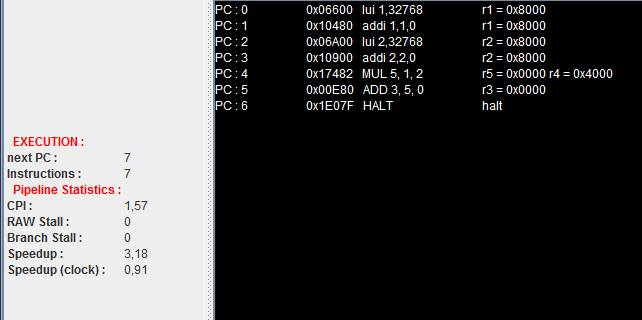 PC : 0 0x06600 lui 1,32768 r1 = 0x8000
PC : 1 0x10480 addi 1,1,0 r1 = 0x8000
PC : 2 0x06A00 lui 2,32768 r2 = 0x8000
PC : 3 0x10900 addi 2,2,0 r2 = 0x8000
PC : 4 0x17482 MUL 5, 1, 2 r5 = 0x0000 r4 = 0x4000
PC : 5 0x00E80 ADD 3, 5, 0 r3 = 0x0000
PC : 6 0x1E07F HALT halt
EXECUTION :
next PC : 7
Instructions : 7
Pipeline Statistics :
CPI : 1,57
RAW Stall : 0
Branch Stall : 0
Speedup : 3,18
Speedup (clock) : 0,91